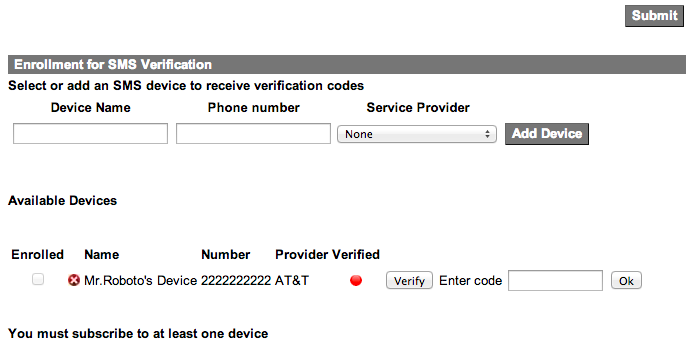 Submit
Enrollment for SMS Verification
Select or add an SMS device to receive verification codes
Device Name Phone number Service Provider
None Add Device
Available Devices
Enrolled Name Number Provider Verified
Mr.Roboto's Device 2222222222 AT&T Verify Enter code Ok
You must subscribe to at least one device